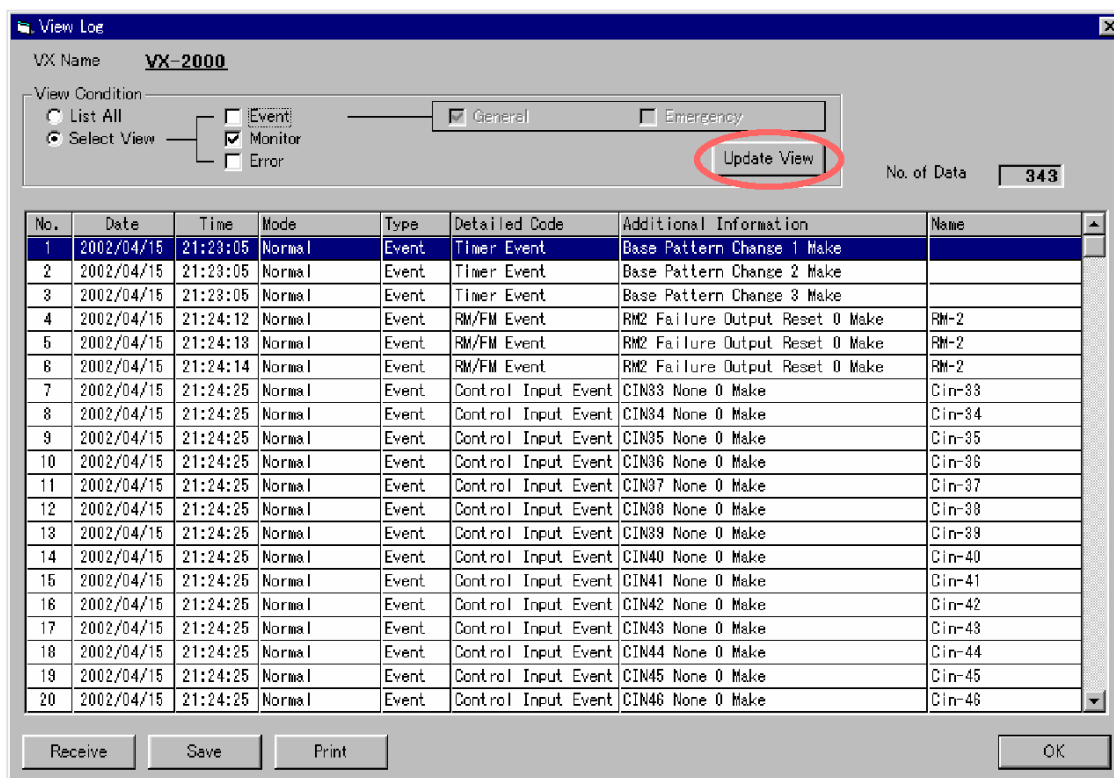 View Log
VX Name VX-2000
View Condition
List All Event General Emergency
Select View Monitor
Error Update View
No. of Data 343
No. Date Time Mode Type Detailed Code Additional Information Name
1 2002/04/15 21:23:05 Normal Event Timer Event Base Pattern Change 1 Make
2 2002/04/15 21:23:05 Normal Event Timer Event Base Pattern Change 2 Make
3 2002/04/15 21:23:05 Normal Event Timer Event Base Pattern Change 3 Make
4 2002/04/15 21:24:12 Normal Event RM/FM Event RM2 Failure Output Reset 0 Make RM-2
5 2002/04/15 21:24:13 Normal Event RM/FM Event RM2 Failure Output Reset 0 Make RM-2
6 2002/04/15 21:24:14 Normal Event RM/FM Event RM2 Failure Output Reset 0 Make RM-2
7 2002/04/15 21:24:25 Normal Event Control Input Event CIN33 None 0 Make Cin-33
8 2002/04/15 21:24:25 Normal Event Control Input Event CIN34 None 0 Make Cin-34
9 2002/04/15 21:24:25 Normal Event Control Input Event CIN35 None 0 Make Cin-35
10 2002/04/15 21:24:25 Normal Event Control Input Event CIN36 None 0 Make Cin-36
11 2002/04/15 21:24:25 Normal Event Control Input Event CIN37 None 0 Make Cin-37
12 2002/04/15 21:24:25 Normal Event Control Input Event CIN38 None 0 Make Cin-38
13 2002/04/15 21:24:25 Normal Event Control Input Event CIN39 None 0 Make Cin-39
14 2002/04/15 21:24:25 Normal Event Control Input Event CIN40 None 0 Make Cin-40
15 2002/04/15 21:24:25 Normal Event Control Input Event CIN41 None 0 Make Cin-41
16 2002/04/15 21:24:25 Normal Event Control Input Event CIN42 None 0 Make Cin-42
17 2002/04/15 21:24:25 Normal Event Control Input Event CIN43 None 0 Make Cin-43
18 2002/04/15 21:24:25 Normal Event Control Input Event CIN44 None 0 Make Cin-44
19 2002/04/15 21:24:25 Normal Event Control Input Event CIN45 None 0 Make Cin-45
20 2002/04/15 21:24:25 Normal Event Control Input Event CIN46 None 0 Make Cin-46
Receive Save Print OK